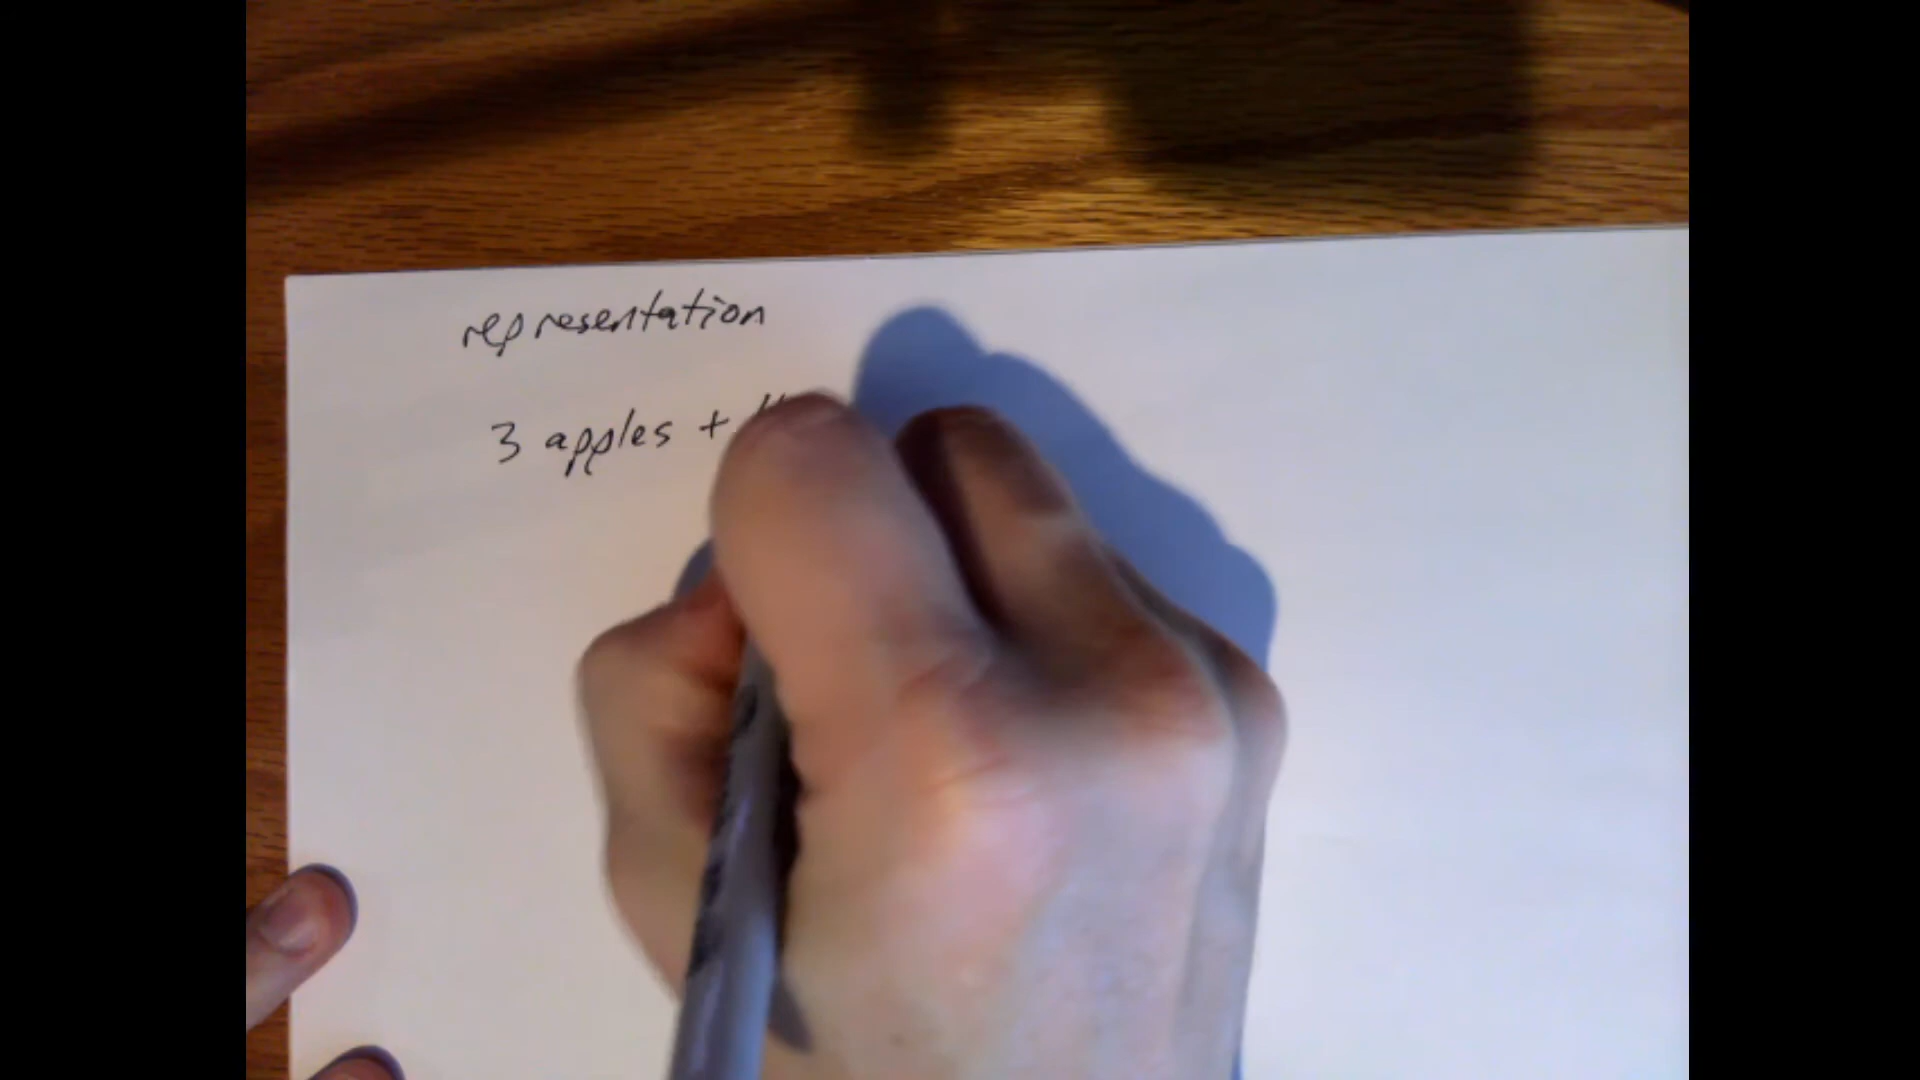 representation
3 apples +